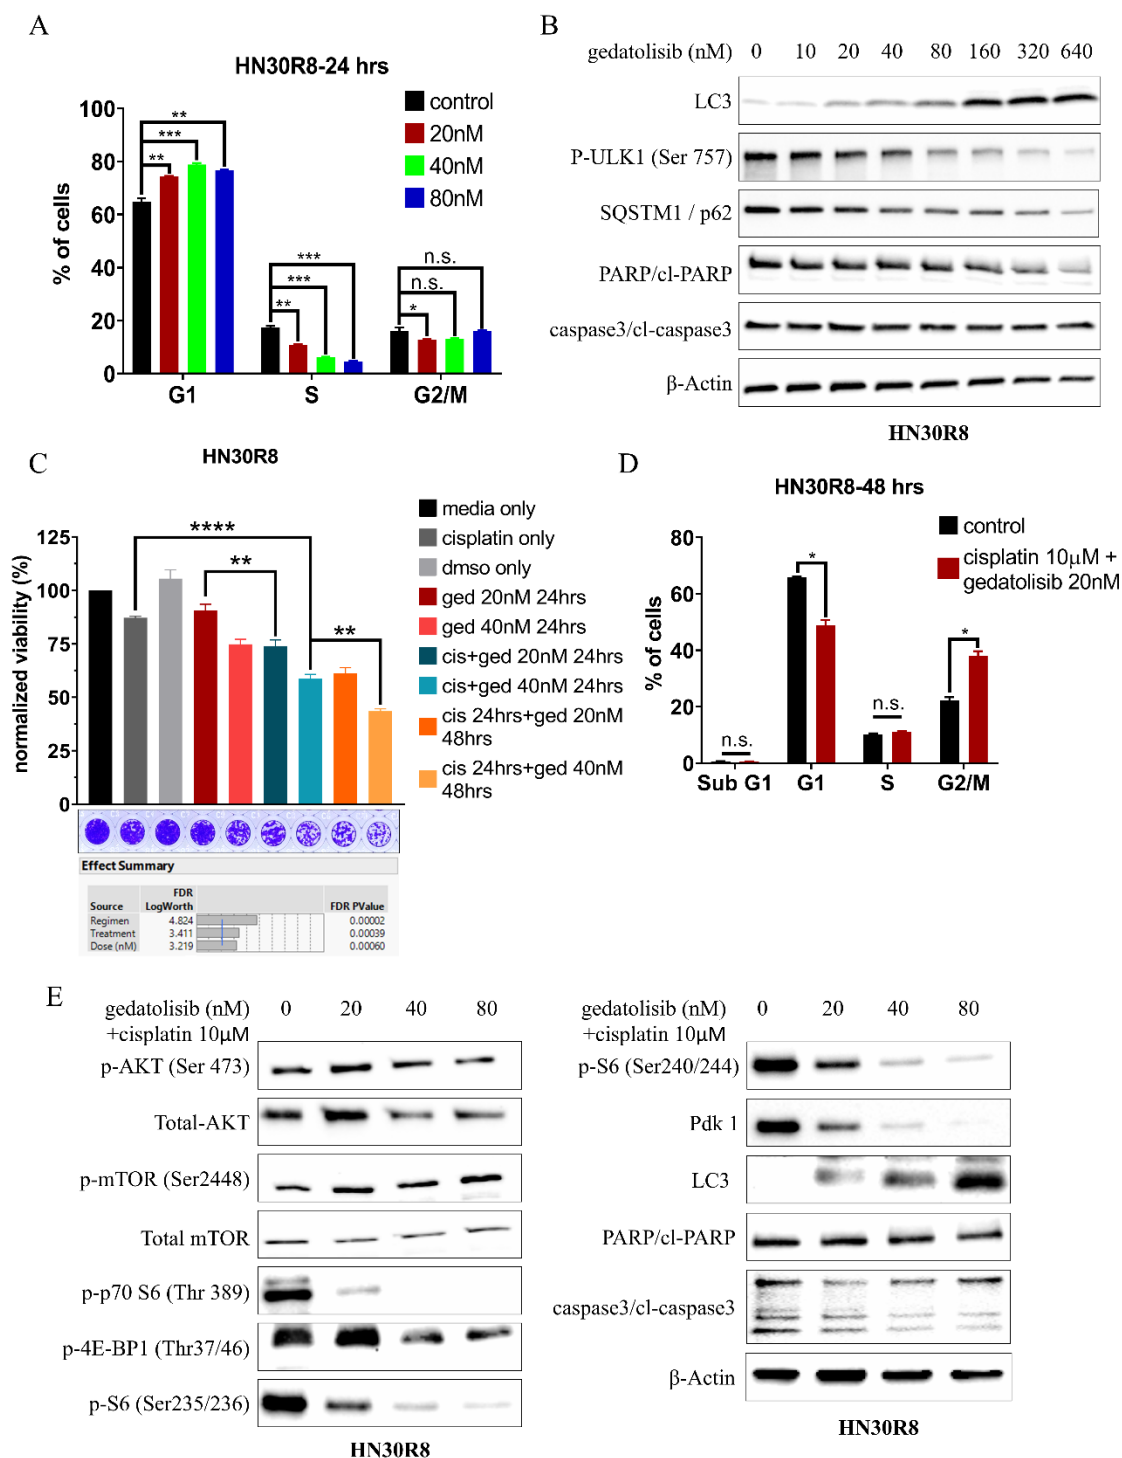 A
HN30R8-24 hrs
% of cells
100
80
60
40
20
0
**
***
**
***
***
**
n.s.
n.s.
*
control
20nM
40nM
80nM
G1
S
G2/M
B
gedatolisib (nM) 0 10 20 40 80 160 320 640
LC3
P-ULK1 (Ser 757)
SQSTM1 / p62
PARP/cl-PARP
caspase3/cl-caspase3
β-Actin
HN30R8
C
HN30R8
normalized viability (%)
125
100
75
50
25
0
****
**
**
media only
cisplatin only
dmso only
ged 20nM 24hrs
ged 40nM 24hrs
cis+ged 20nM 24hrs
cis+ged 40nM 24hrs
cis 24hrs+ged 20nM
48hrs
cis 24hrs+ged 40nM
48hrs
Effect Summary
FDR
Source LogWorth FDR PValue
Regimen 4.824 0.00002
Treatment 3.411 0.00039
Dose (nM) 3.219 0.00060
D
HN30R8-48 hrs
% of cells
80
60
40
20
0
n.s.
*
n.s.
*
control
cisplatin 10μM +
gedatolisib 20nM
Sub G1
G1
S
G2/M
E
gedatolisib (nM) 0 20 40 80
+cisplatin 10μM
p-AKT (Ser 473)
Total-AKT
p-mTOR (Ser2448)
Total mTOR
p-p70 S6 (Thr 389)
p-4E-BP1 (Thr37/46)
p-S6 (Ser235/236)
HN30R8
gedatolisib (nM) 0 20 40 80
+cisplatin 10μM
p-S6 (Ser240/244)
Pdk 1
LC3
PARP/cl-PARP
caspase3/cl-caspase3
β-Actin
HN30R8